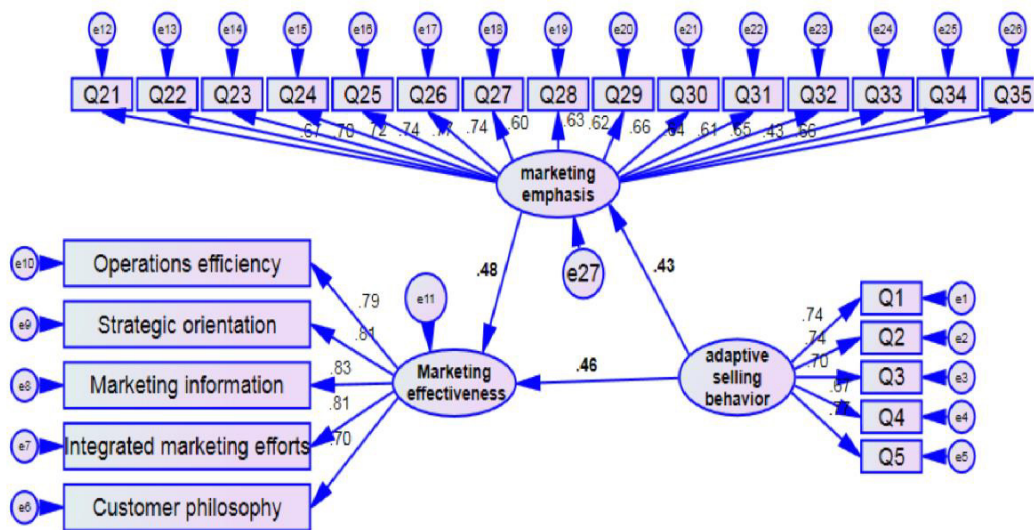 e12 e13 e14 e15 e16 e17 e18 e19 e20 e21 e22 e23 e24 e25 e26
Q21 Q22 Q23 Q24 Q25 Q26 Q27 Q28 Q29 Q30 Q31 Q32 Q33 Q34 Q35
.67 .70 .72 .74 .77 .74 .60 .63 .62 .66 .64 .61 .65 .43 .66
marketing
emphasis
e27
.48
.43
e10 Operations efficiency
.79
e9 Strategic orientation
.81
e8 Marketing information
.83
e7 Integrated marketing efforts
.81
e6 Customer philosophy
.70
e11
Marketing
effectiveness
.46
adaptive
selling
behavior
.74
Q1 e1
.74
Q2 e2
.70
Q3 e3
.67
Q4 e4
.77
Q5 e5